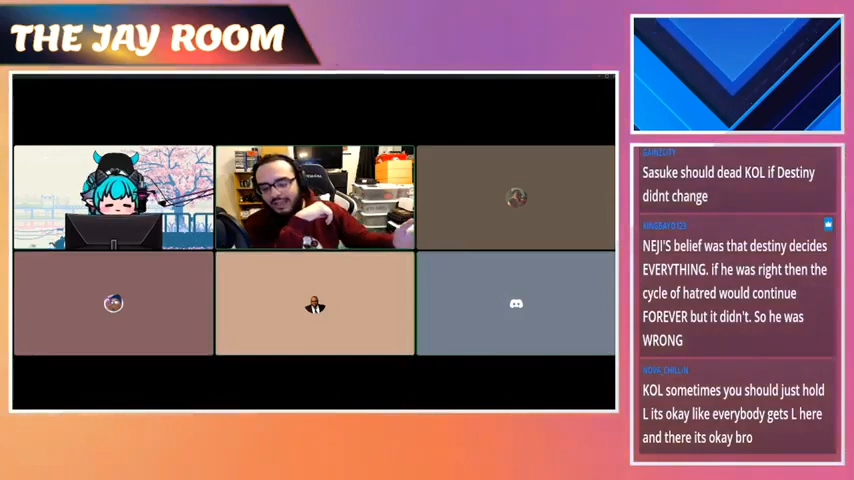 THE JAY ROOM
GAINZCITY
Sasuke should dead KOL if Destiny
didnt change
KINGBAYO123
NEJI'S belief was that destiny decides
EVERYTHING. if he was right then the
cycle of hatred would continue
FOREVER but it didn't. So he was
WRONG
NOVA_CHILLIN
KOL sometimes you should just hold
L its okay like everybody gets L here
and there its okay bro